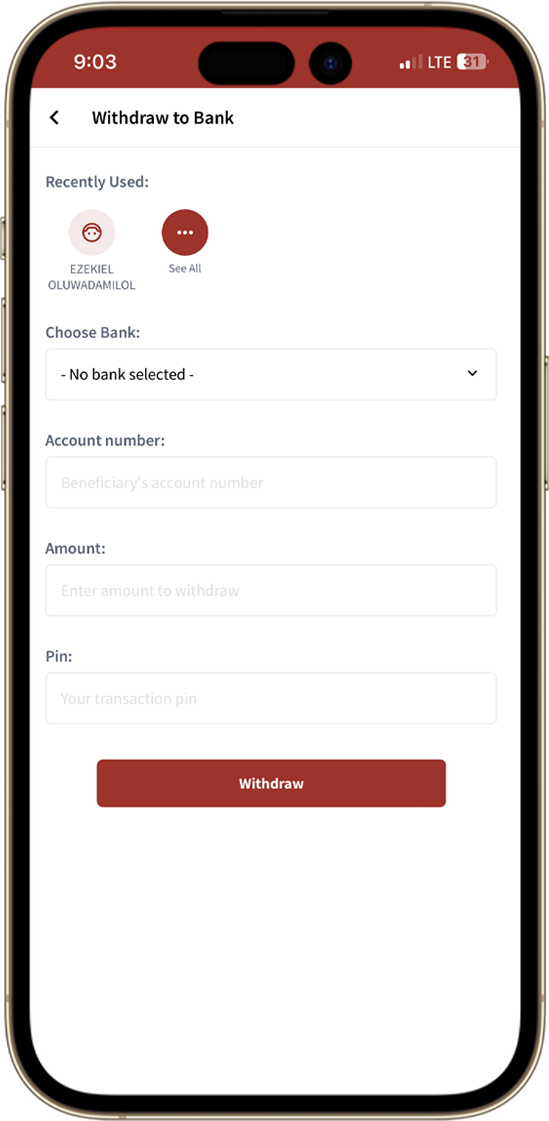 9:03 LTE 31
Withdraw to Bank
Recently Used:
EZEKIEL
OLUWADAMILOL
See All
Choose Bank:
- No bank selected -
Account number:
Beneficiary's account number
Amount:
Enter amount to withdraw
Pin:
Your transaction pin
Withdraw